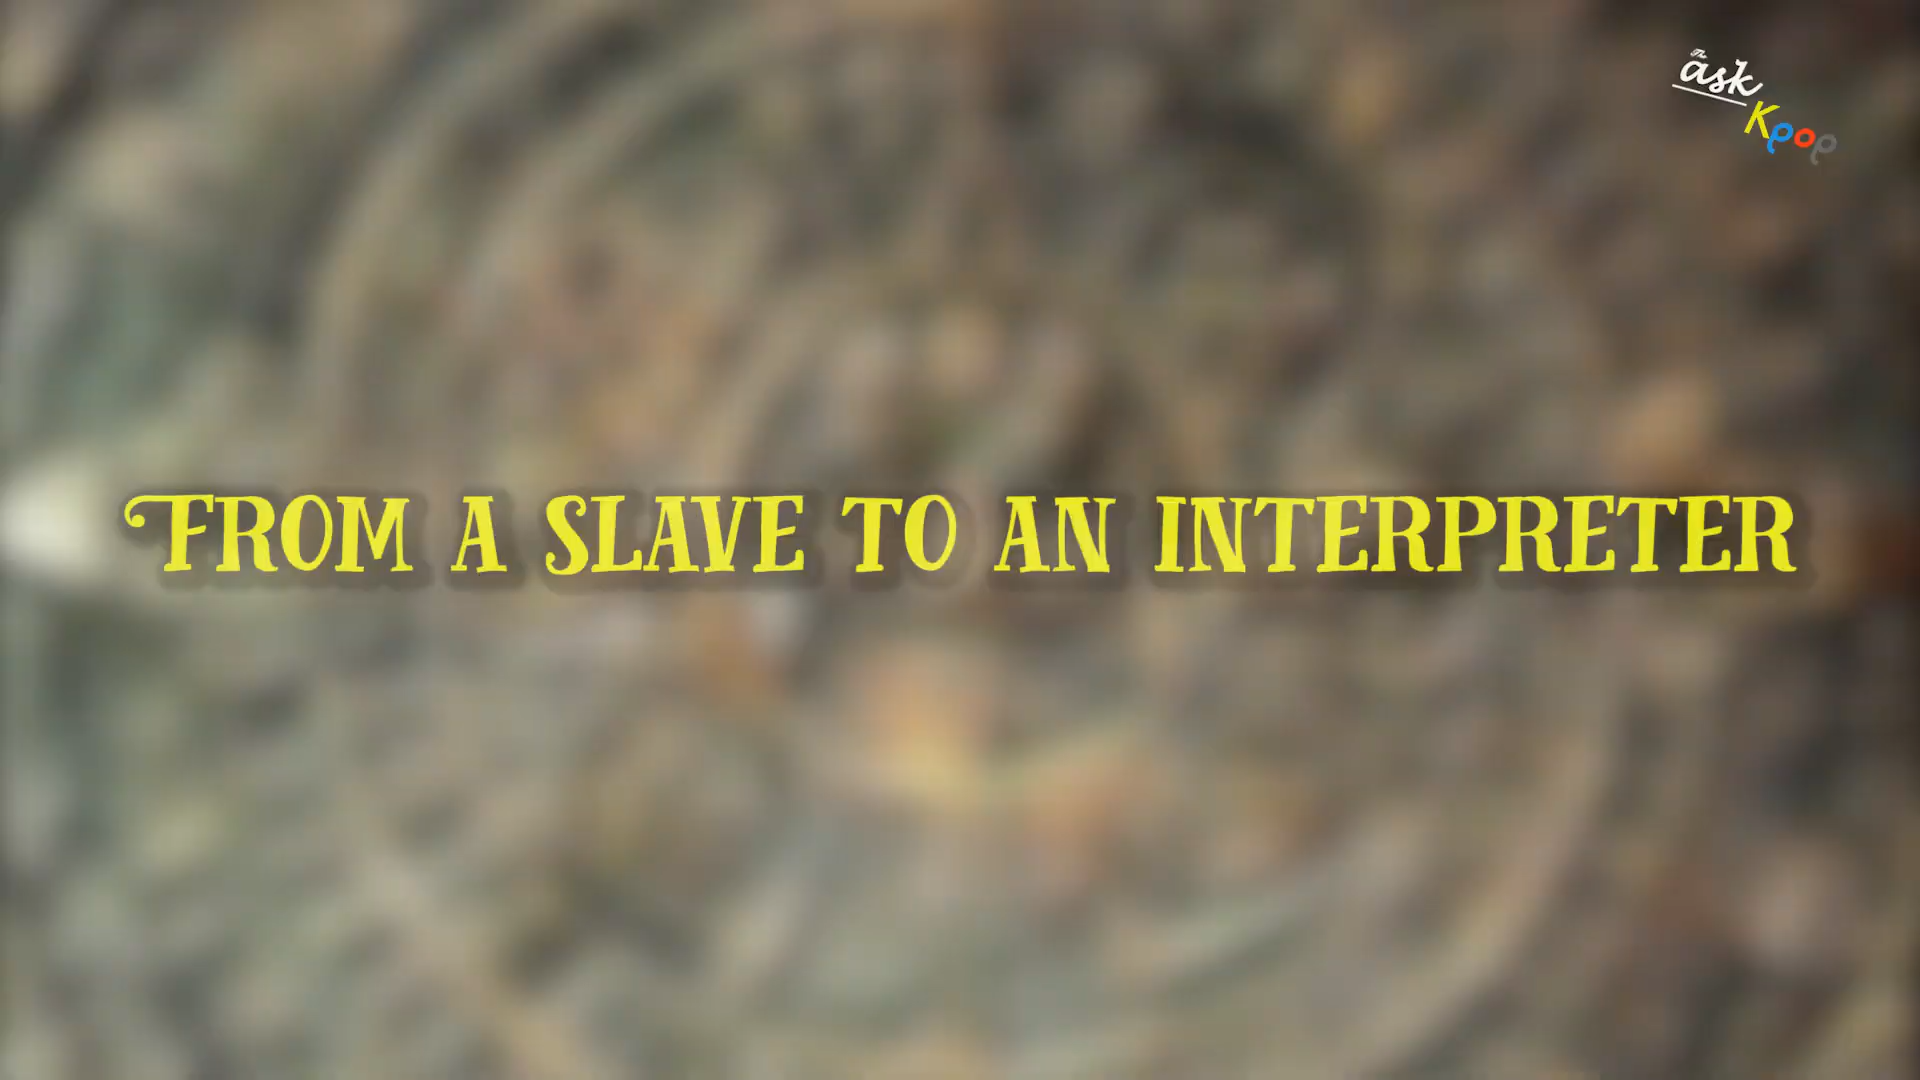 The
ask
Kpop
FROM A SLAVE TO AN INTERPRETER